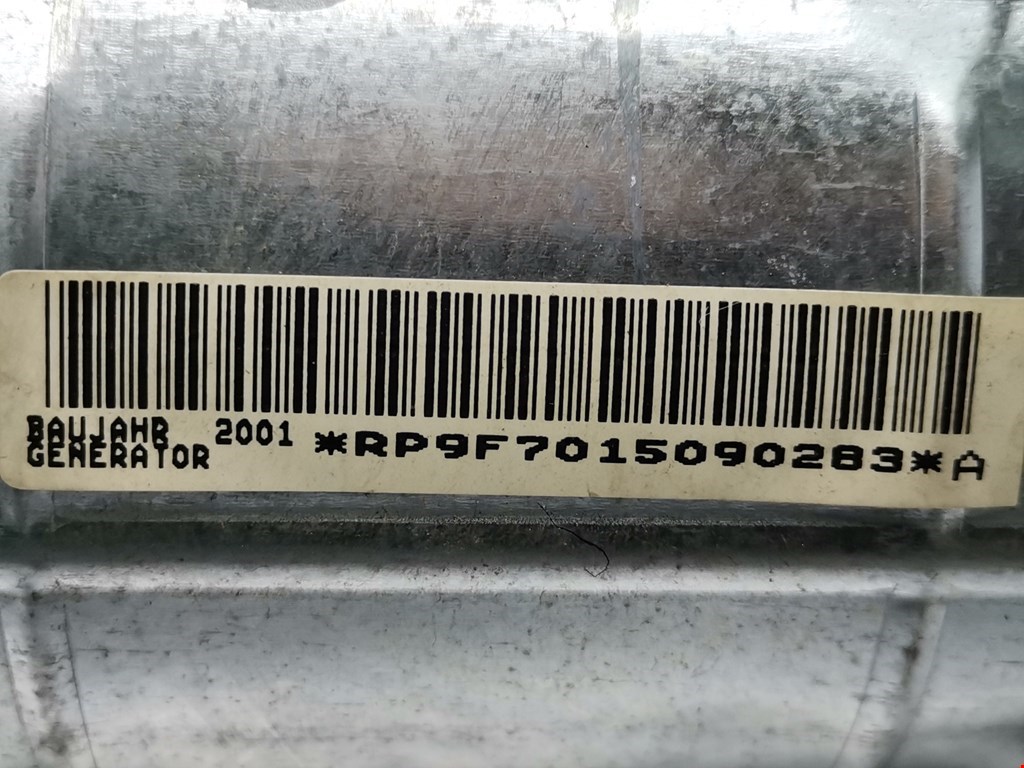 BAUJAHR 2001
GENERATOR
*RP9F7015090283*A